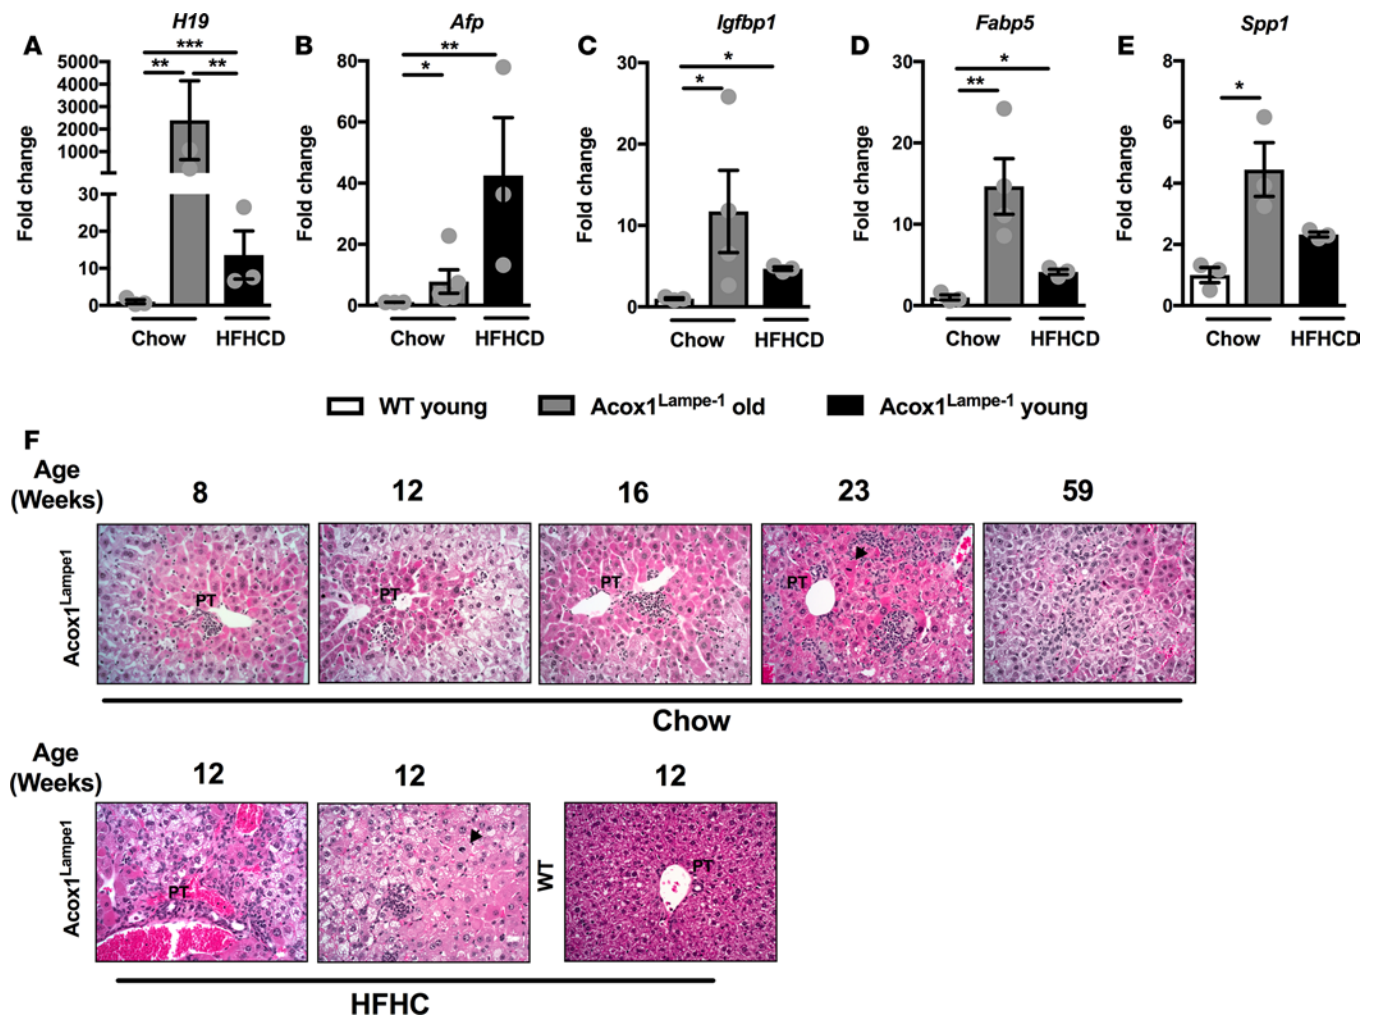 H19
Afp
Igfbp1
Fabp5
Spp1
A
B
C
D
E
***
**
**
5000
4000
3000
2000
1000
30
20
10
0
Fold change
Chow
HFHCD
**
*
80
60
40
20
0
Fold change
Chow
HFHCD
*
*
30
20
10
0
Fold change
Chow
HFHCD
*
**
30
20
10
0
Fold change
Chow
HFHCD
*
8
6
4
2
0
Fold change
Chow
HFHCD
WT young
Acox1Lampe-1 old
Acox1Lampe-1 young
F
Age
(Weeks)
8
12
16
23
59
Acox1Lampe1
PT
PT
PT
PT
Chow
Age
(Weeks)
12
12
12
Acox1Lampe1
PT
WT
PT
HFHC